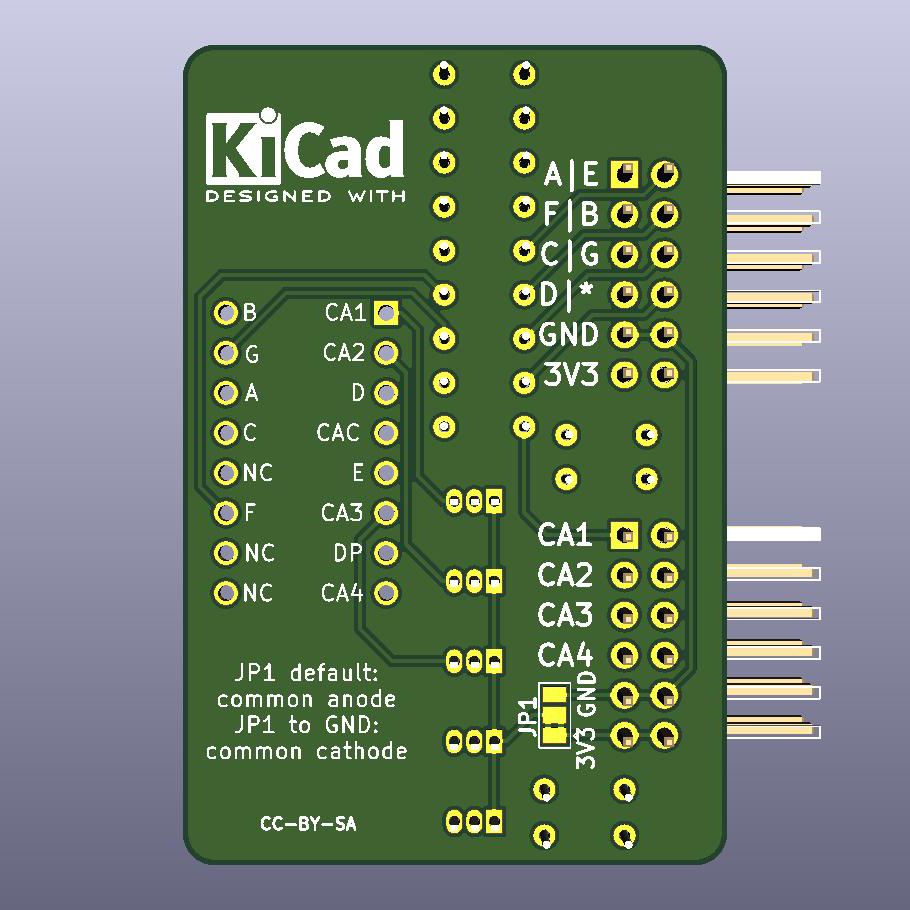 KiCad
DESIGNED WITH
A|E
F|B
C|G
D|*
GND
3V3
B
CA1
G
CA2
A
D
C
CAC
NC
E
F
CA3
NC
DP
NC
CA4
CA1
CA2
CA3
CA4
GND
3V3
JP1
JP1 default:
common anode
JP1 to GND:
common cathode
CC-BY-SA